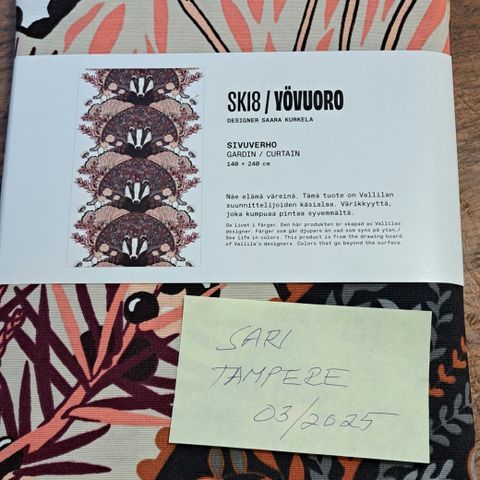 SK18 / YÖVUORO
DESIGNER SAARA KURKELA
SIVUVERHO
GARDIN / CURTAIN
140 × 240 cm
Näe elämä väreinä. Tämä tuote on Vallilan
suunnittelijoiden käsialaa. Värikkyyttä,
joka kumpuaa pintaa syvemmältä.
Se livet i färger. Den här produkten är skapad av Vallilas
designer. Färger som går djupare än vad som syns på ytan./
See life in colors. This product is from the drawing board
of Vallila's designers. Colors that go beyond the surface.
SARI
TAMPERE
03/2025